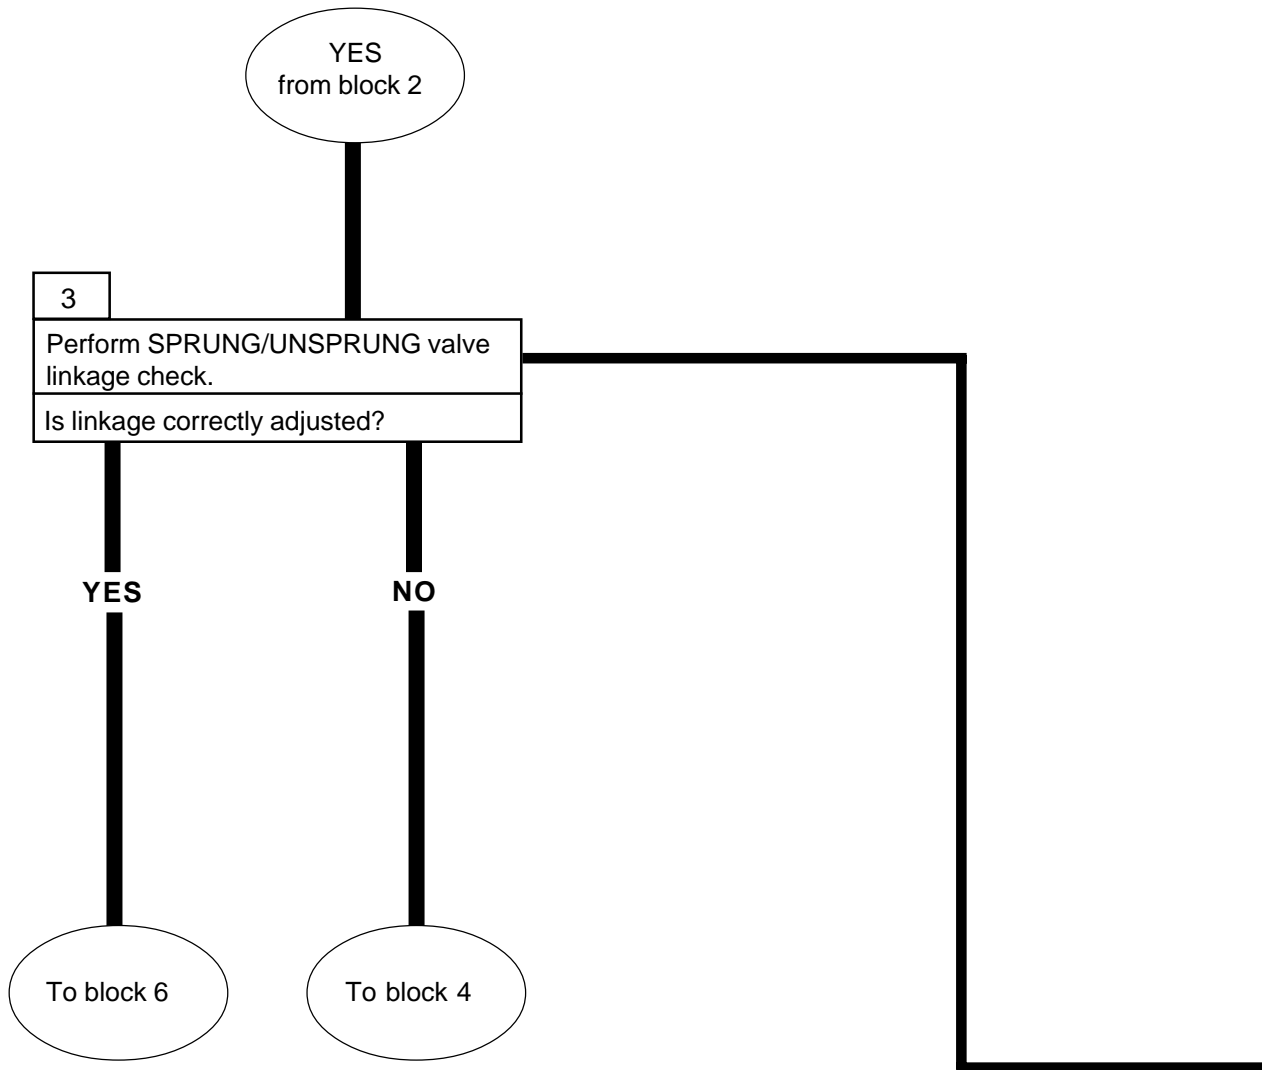 YES
from block 2
3
Perform SPRUNG/UNSPRUNG valve
linkage check.
Is linkage correctly adjusted?
YES
NO
To block 6
To block 4